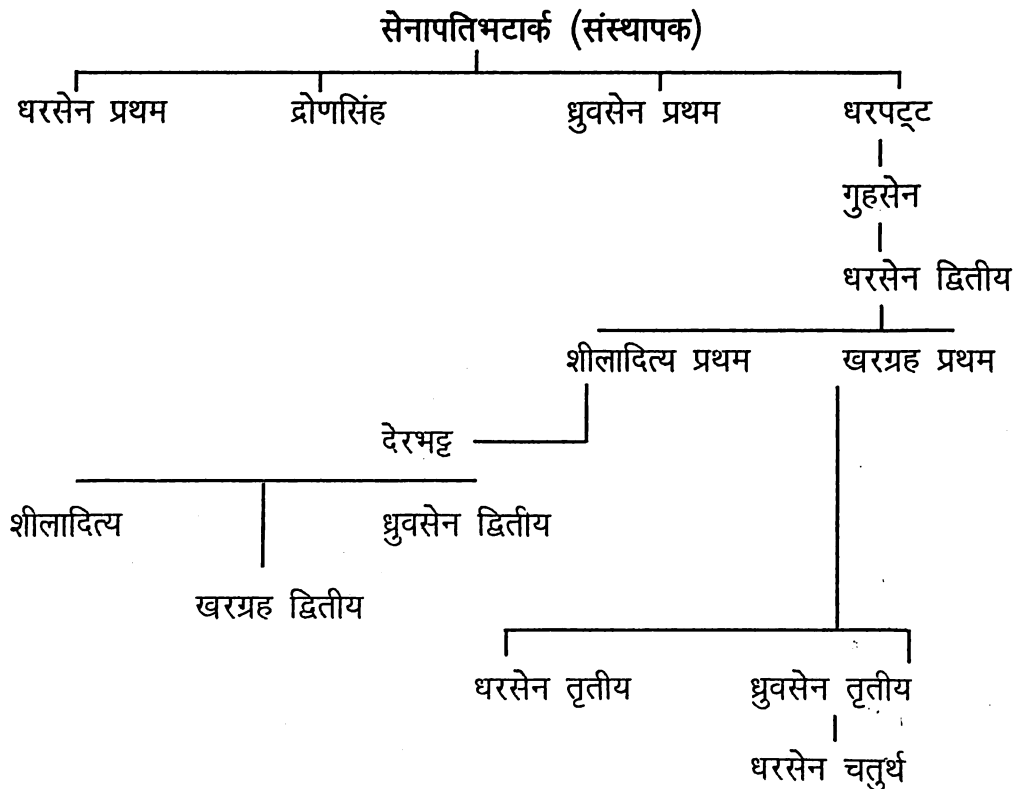 सेनापतिभटार्क (संस्थापक)
धरसेन प्रथम द्रोणसिंह ध्रुवसेन प्रथम धरपट्ट
गुहसेन
धरसेन द्वितीय
शीलादित्य प्रथम खरग्रह प्रथम
देरभट्ट
शीलादित्य ध्रुवसेन द्वितीय
खरग्रह द्वितीय
धरसेन तृतीय ध्रुवसेन तृतीय
धरसेन चतुर्थ